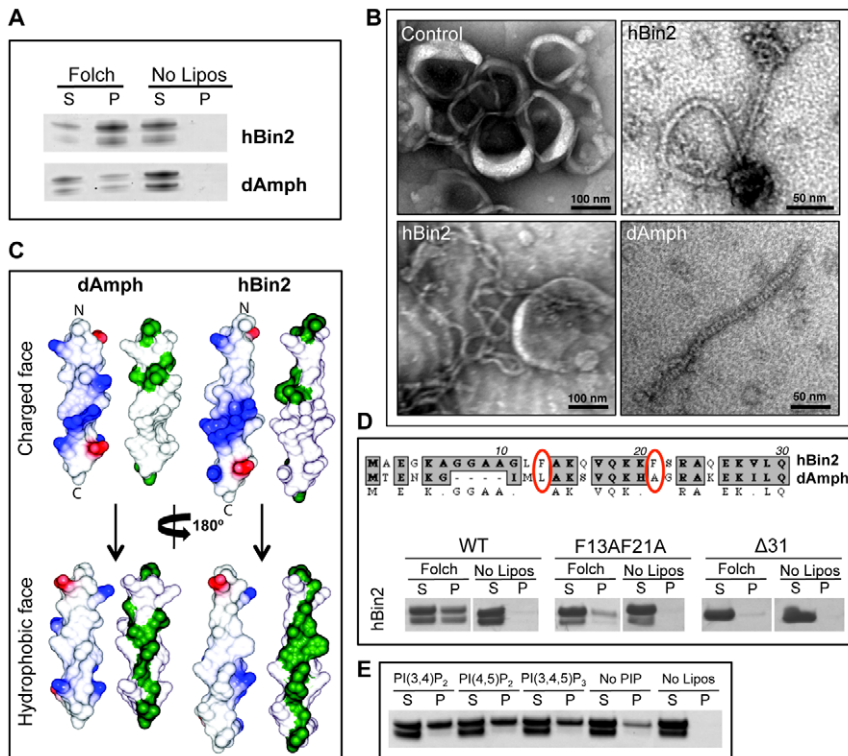 A
Folch No Lipos
S P S P
hBin2
dAmph
B
Control
100 nm
hBin2
50 nm
hBin2
100 nm
dAmph
50 nm
C
dAmph hBin2
N N
Charged face
C C
180º
Hydrophobic face
D
10 20 30
M A E G K A G G A A G L F A K Q V Q K K F S R A Q E K V L Q hBin2
M T E N K G - - - - I M L A K S V Q K H A G R A K E K I L Q dAmph
M E K . G G A A . A K V Q K . R A E K . L Q
WT F13AF21A Δ31
Folch No Lipos Folch No Lipos Folch No Lipos
S P S P S P S P S P S P
hBin2
E
PI(3,4)P2 PI(4,5)P2 PI(3,4,5)P3 No PIP No Lipos
S P S P S P S P S P